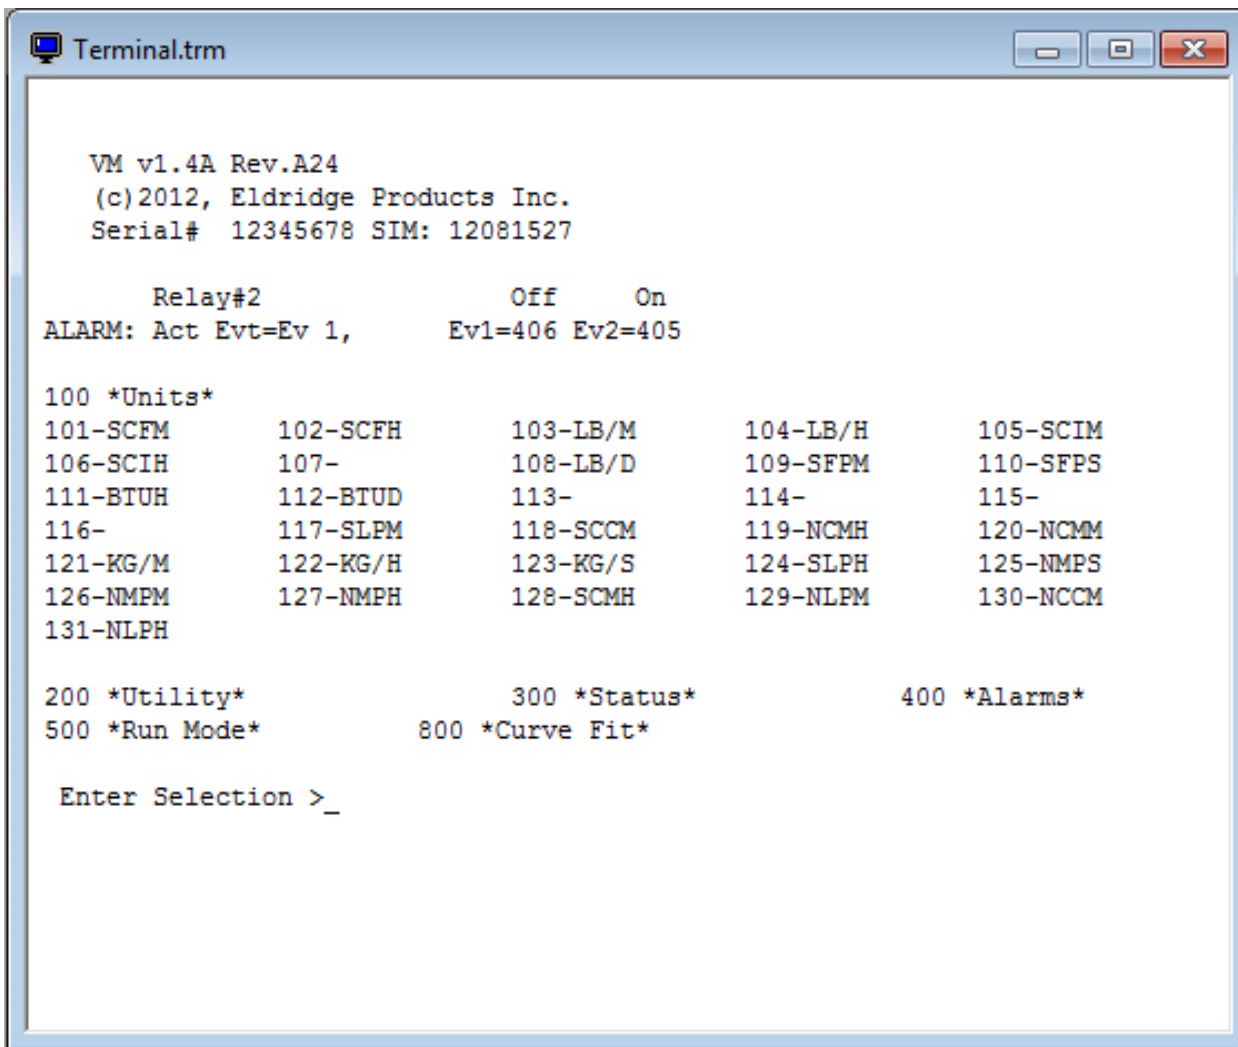 Terminal.trm
VM v1.4A Rev.A24
(c)2012, Eldridge Products Inc.
Serial# 12345678 SIM: 12081527
Relay#2 Off On
ALARM: Act Evt=Ev 1, Ev1=406 Ev2=405
100 *Units*
101-SCFM 102-SCFH 103-LB/M 104-LB/H 105-SCIM
106-SCIH 107- 108-LB/D 109-SFPM 110-SFPS
111-BTUH 112-BTUD 113- 114- 115-
116- 117-SLPM 118-SCCM 119-NCMH 120-NCMM
121-KG/M 122-KG/H 123-KG/S 124-SLPH 125-NMPS
126-NMPM 127-NMPH 128-SCMH 129-NLPM 130-NCCM
131-NLPH
200 *Utility* 300 *Status* 400 *Alarms*
500 *Run Mode* 800 *Curve Fit*
Enter Selection >_